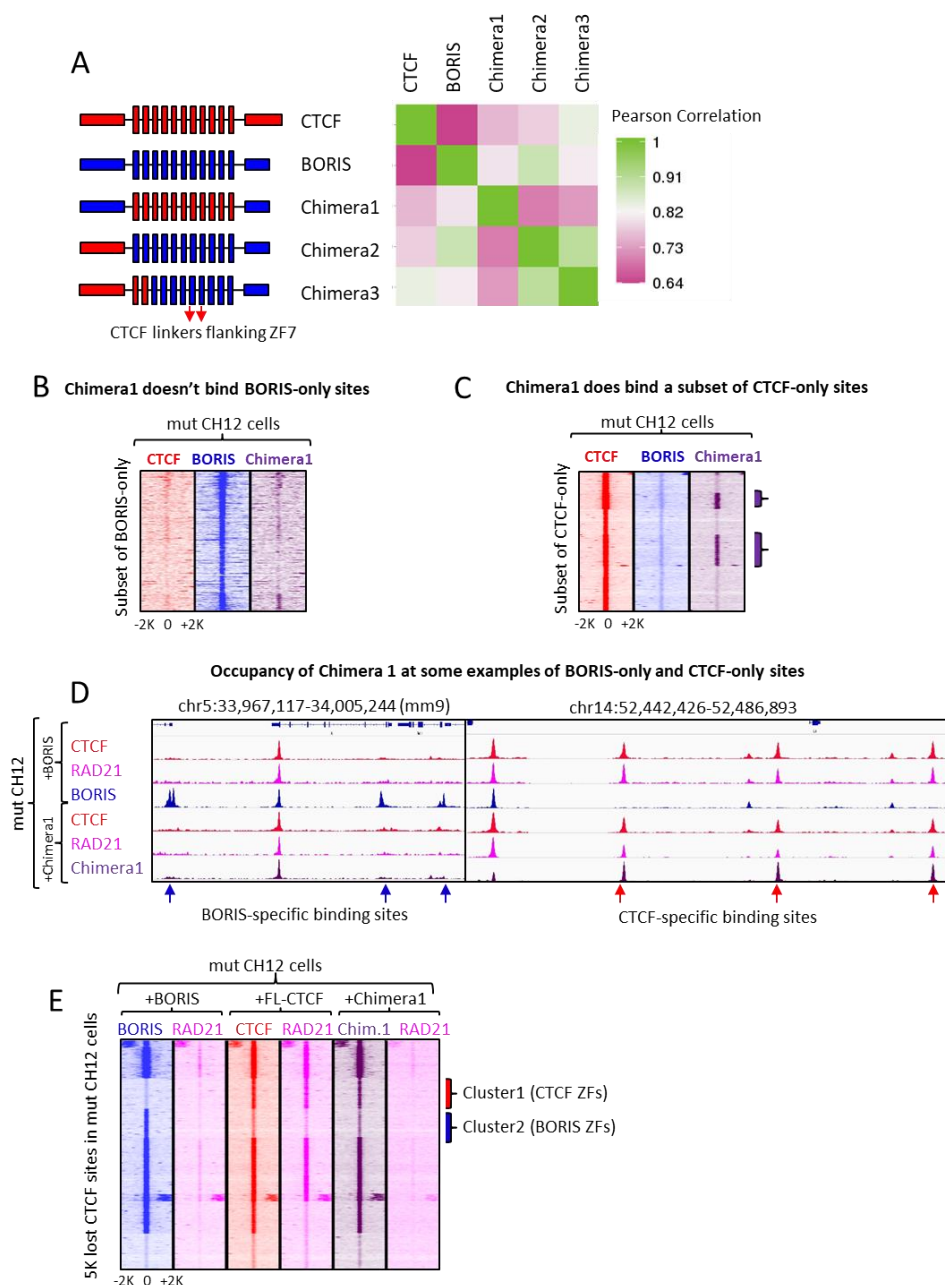 A
CTCF
BORIS
Chimera1
Chimera2
Chimera3
CTCF
BORIS
Chimera1
Chimera2
Chimera3
CTCF linkers flanking ZF7
Pearson Correlation
1
0.91
0.82
0.73
0.64
B
Chimera1 doesn't bind BORIS-only sites
mut CH12 cells
CTCF BORIS Chimera1
Subset of BORIS-only
-2K 0 +2K
C
Chimera1 does bind a subset of CTCF-only sites
mut CH12 cells
CTCF BORIS Chimera1
Subset of CTCF-only
-2K 0 +2K
Occupancy of Chimera 1 at some examples of BORIS-only and CTCF-only sites
D
chr5:33,967,117-34,005,244 (mm9)
chr14:52,442,426-52,486,893
mut CH12
+BORIS
CTCF
RAD21
BORIS
+Chimera1
CTCF
RAD21
Chimera1
BORIS-specific binding sites
CTCF-specific binding sites
E
mut CH12 cells
+BORIS +FL-CTCF +Chimera1
BORIS RAD21 CTCF RAD21 Chim.1 RAD21
5K lost CTCF sites in mut CH12 cells
Cluster1 (CTCF ZFs)
Cluster2 (BORIS ZFs)
-2K 0 +2K